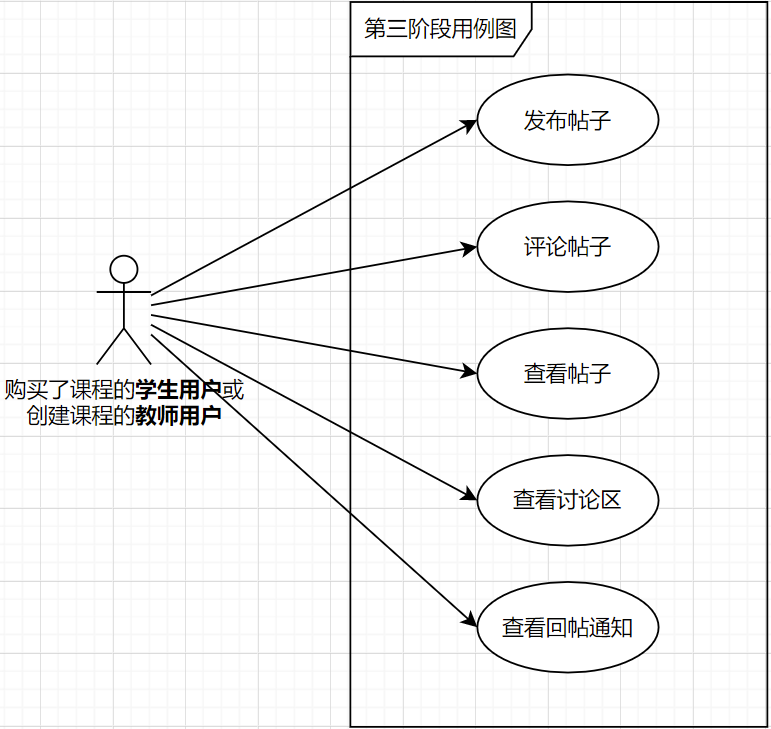 第三阶段用例图
发布帖子
评论帖子
查看帖子
购买了课程的学生用户或
创建课程的教师用户
查看讨论区
查看回帖通知